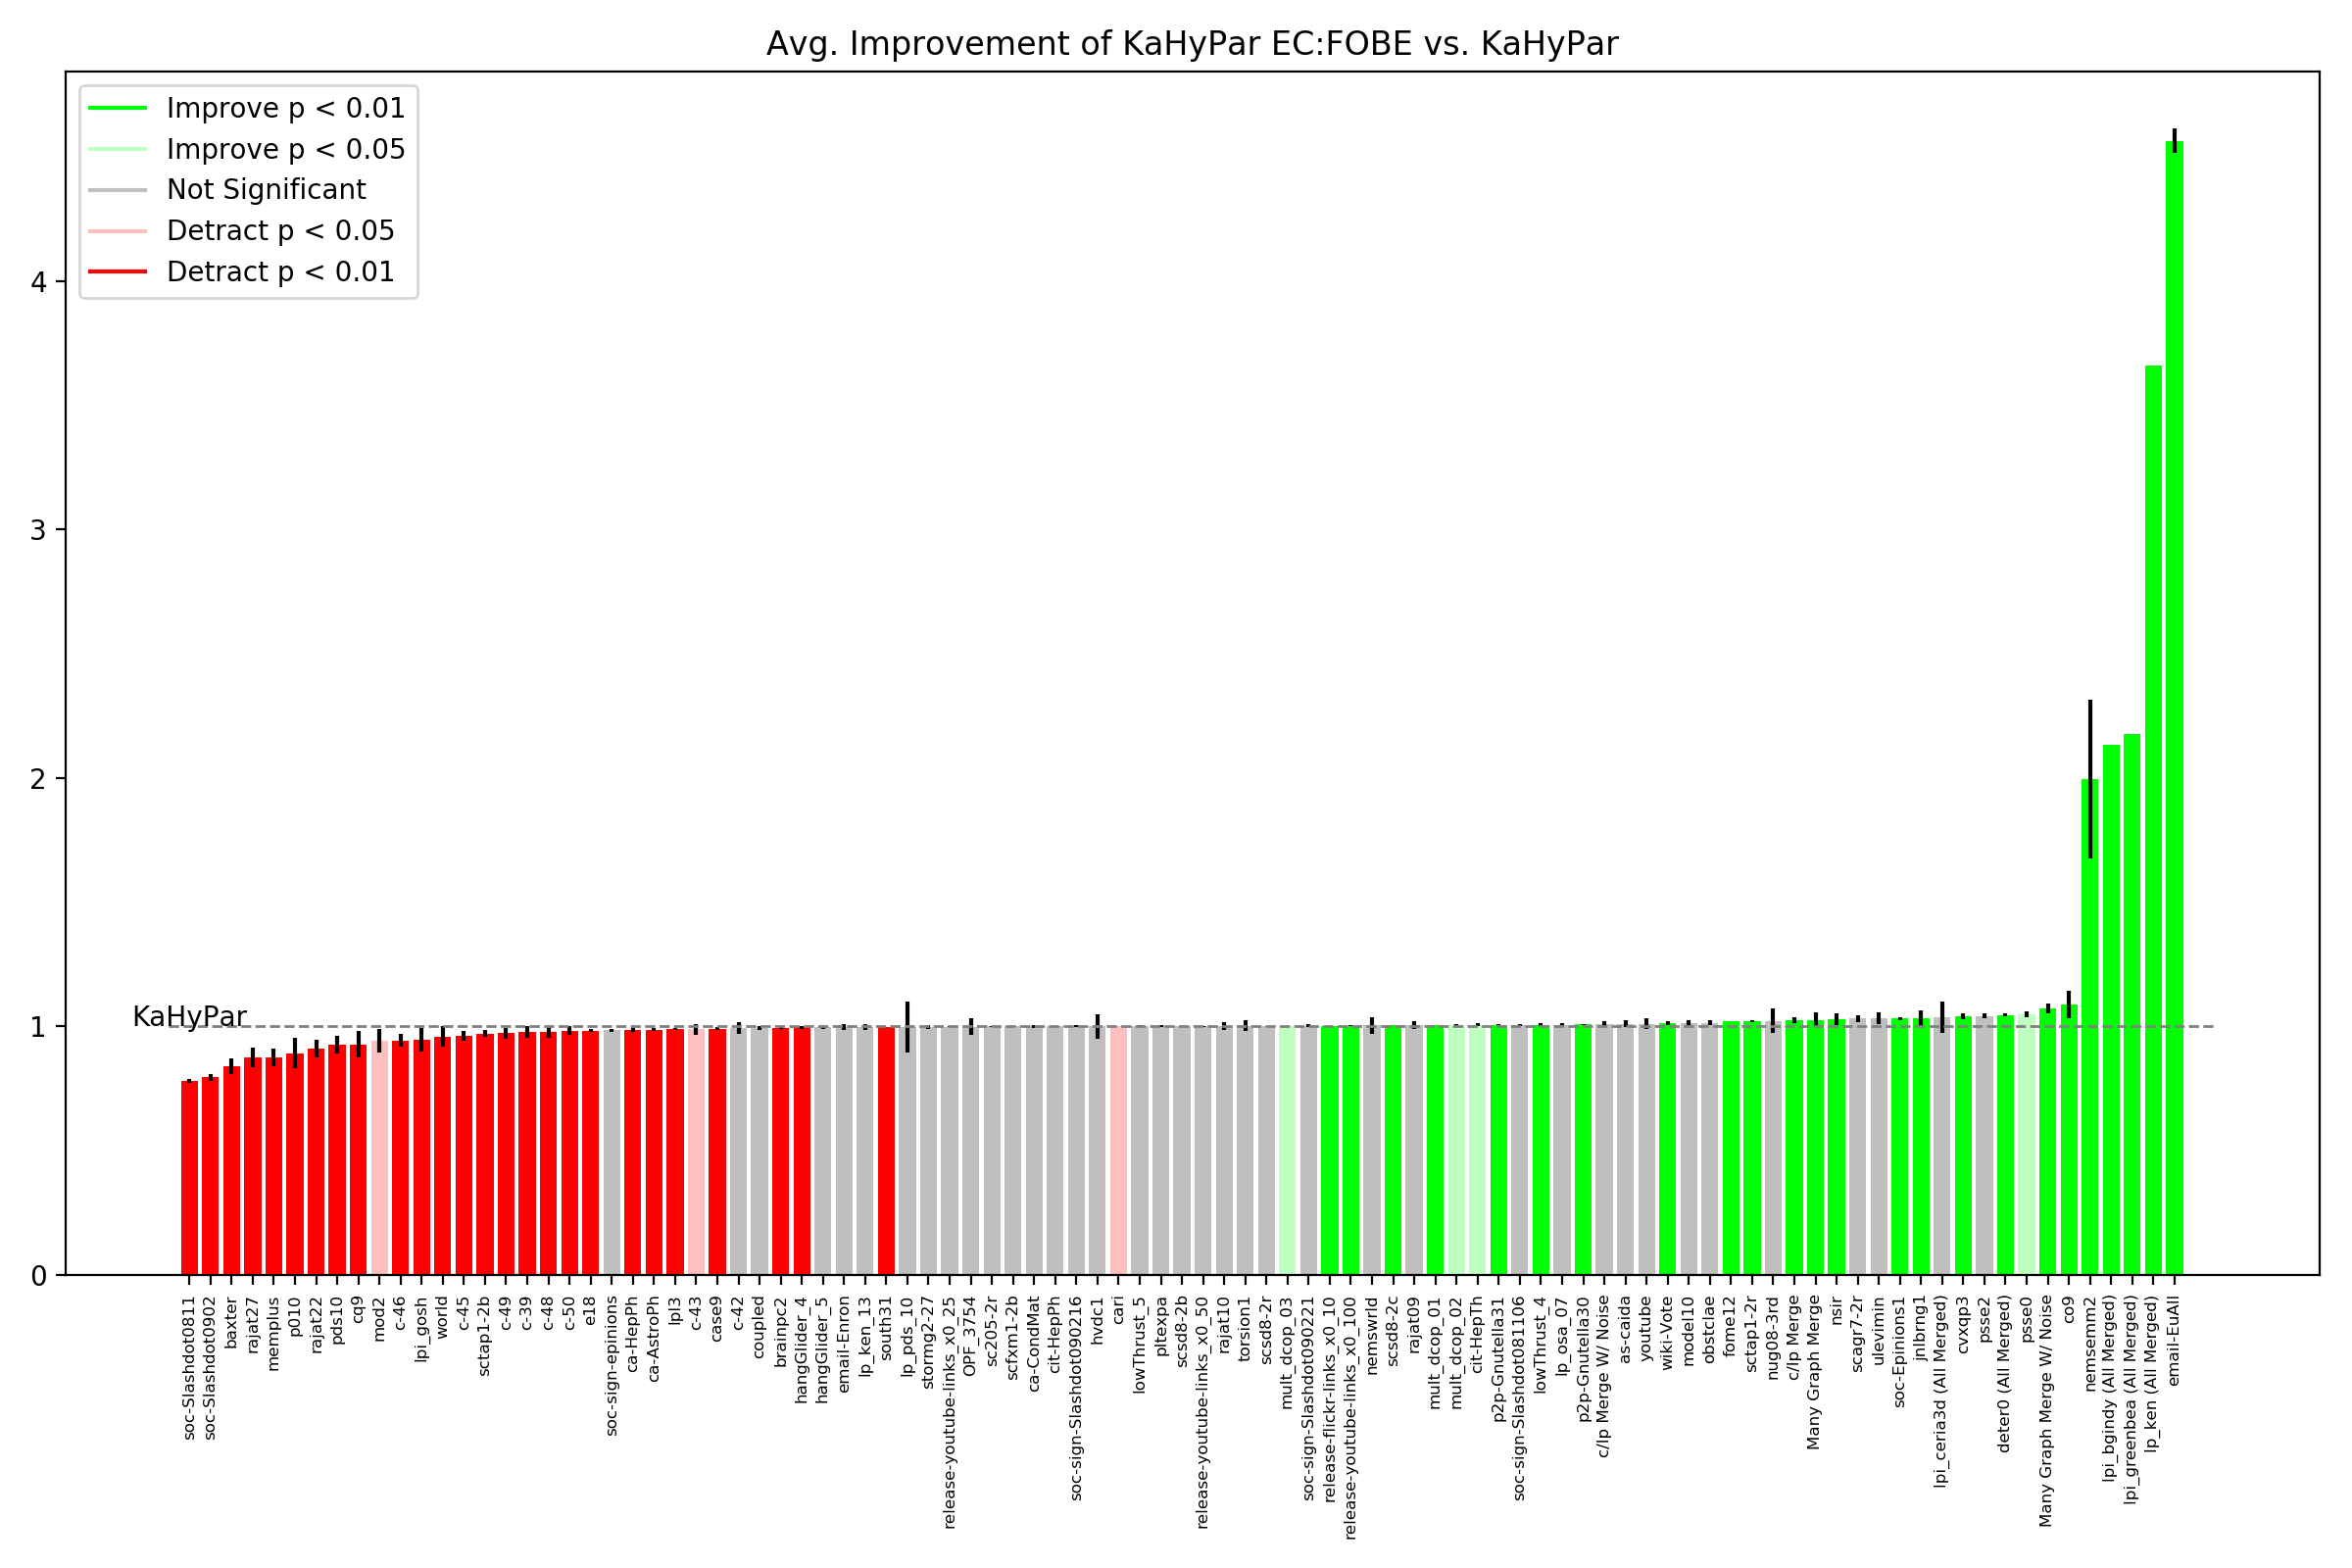 Avg. Improvement of KaHyPar EC:FOBE vs. KaHyPar
Improve p < 0.01
Improve p < 0.05
Not Significant
Detract p < 0.05
Detract p < 0.01
4
3
2
1
0
KaHyPar
soc-Slashdot0811
soc-Slashdot0902
baxter
rajat27
memplus
p010
rajat22
pds10
cq9
mod2
c-46
lpi_gosh
world
c-45
sctap1-2b
c-49
c-39
c-48
c-50
e18
soc-sign-epinions
ca-HepPh
ca-AstroPh
lpl3
c-43
case9
c-42
coupled
brainpc2
hangGlider_4
hangGlider_5
email-Enron
lp_ken_13
south31
lp_pds_10
stormg2-27
release-youtube-links_x0_25
OPF_3754
sc205-2r
scfxm1-2b
ca-CondMat
cit-HepPh
soc-sign-Slashdot090216
hvdc1
cari
lowThrust_5
pltexpa
scsd8-2b
release-youtube-links_x0_50
rajat10
torsion1
scsd8-2r
mult_dcop_03
soc-sign-Slashdot090221
release-flickr-links_x0_10
release-youtube-links_x0_100
nemswrld
scsd8-2c
rajat09
mult_dcop_01
mult_dcop_02
cit-HepTh
p2p-Gnutella31
soc-sign-Slashdot081106
lowThrust_4
lp_osa_07
p2p-Gnutella30
c/lp Merge W/ Noise
as-caida
youtube
wiki-Vote
model10
obstclae
fome12
sctap1-2r
nug08-3rd
c/lp Merge
Many Graph Merge
nsir
scagr7-2r
ulevimin
soc-Epinions1
jnlbrng1
lpi_ceria3d (All Merged)
cvxqp3
psse2
deter0 (All Merged)
psse0
Many Graph Merge W/ Noise
co9
nemsemm2
lpi_bgindy (All Merged)
lpi_greenbea (All Merged)
lp_ken (All Merged)
email-EuAll